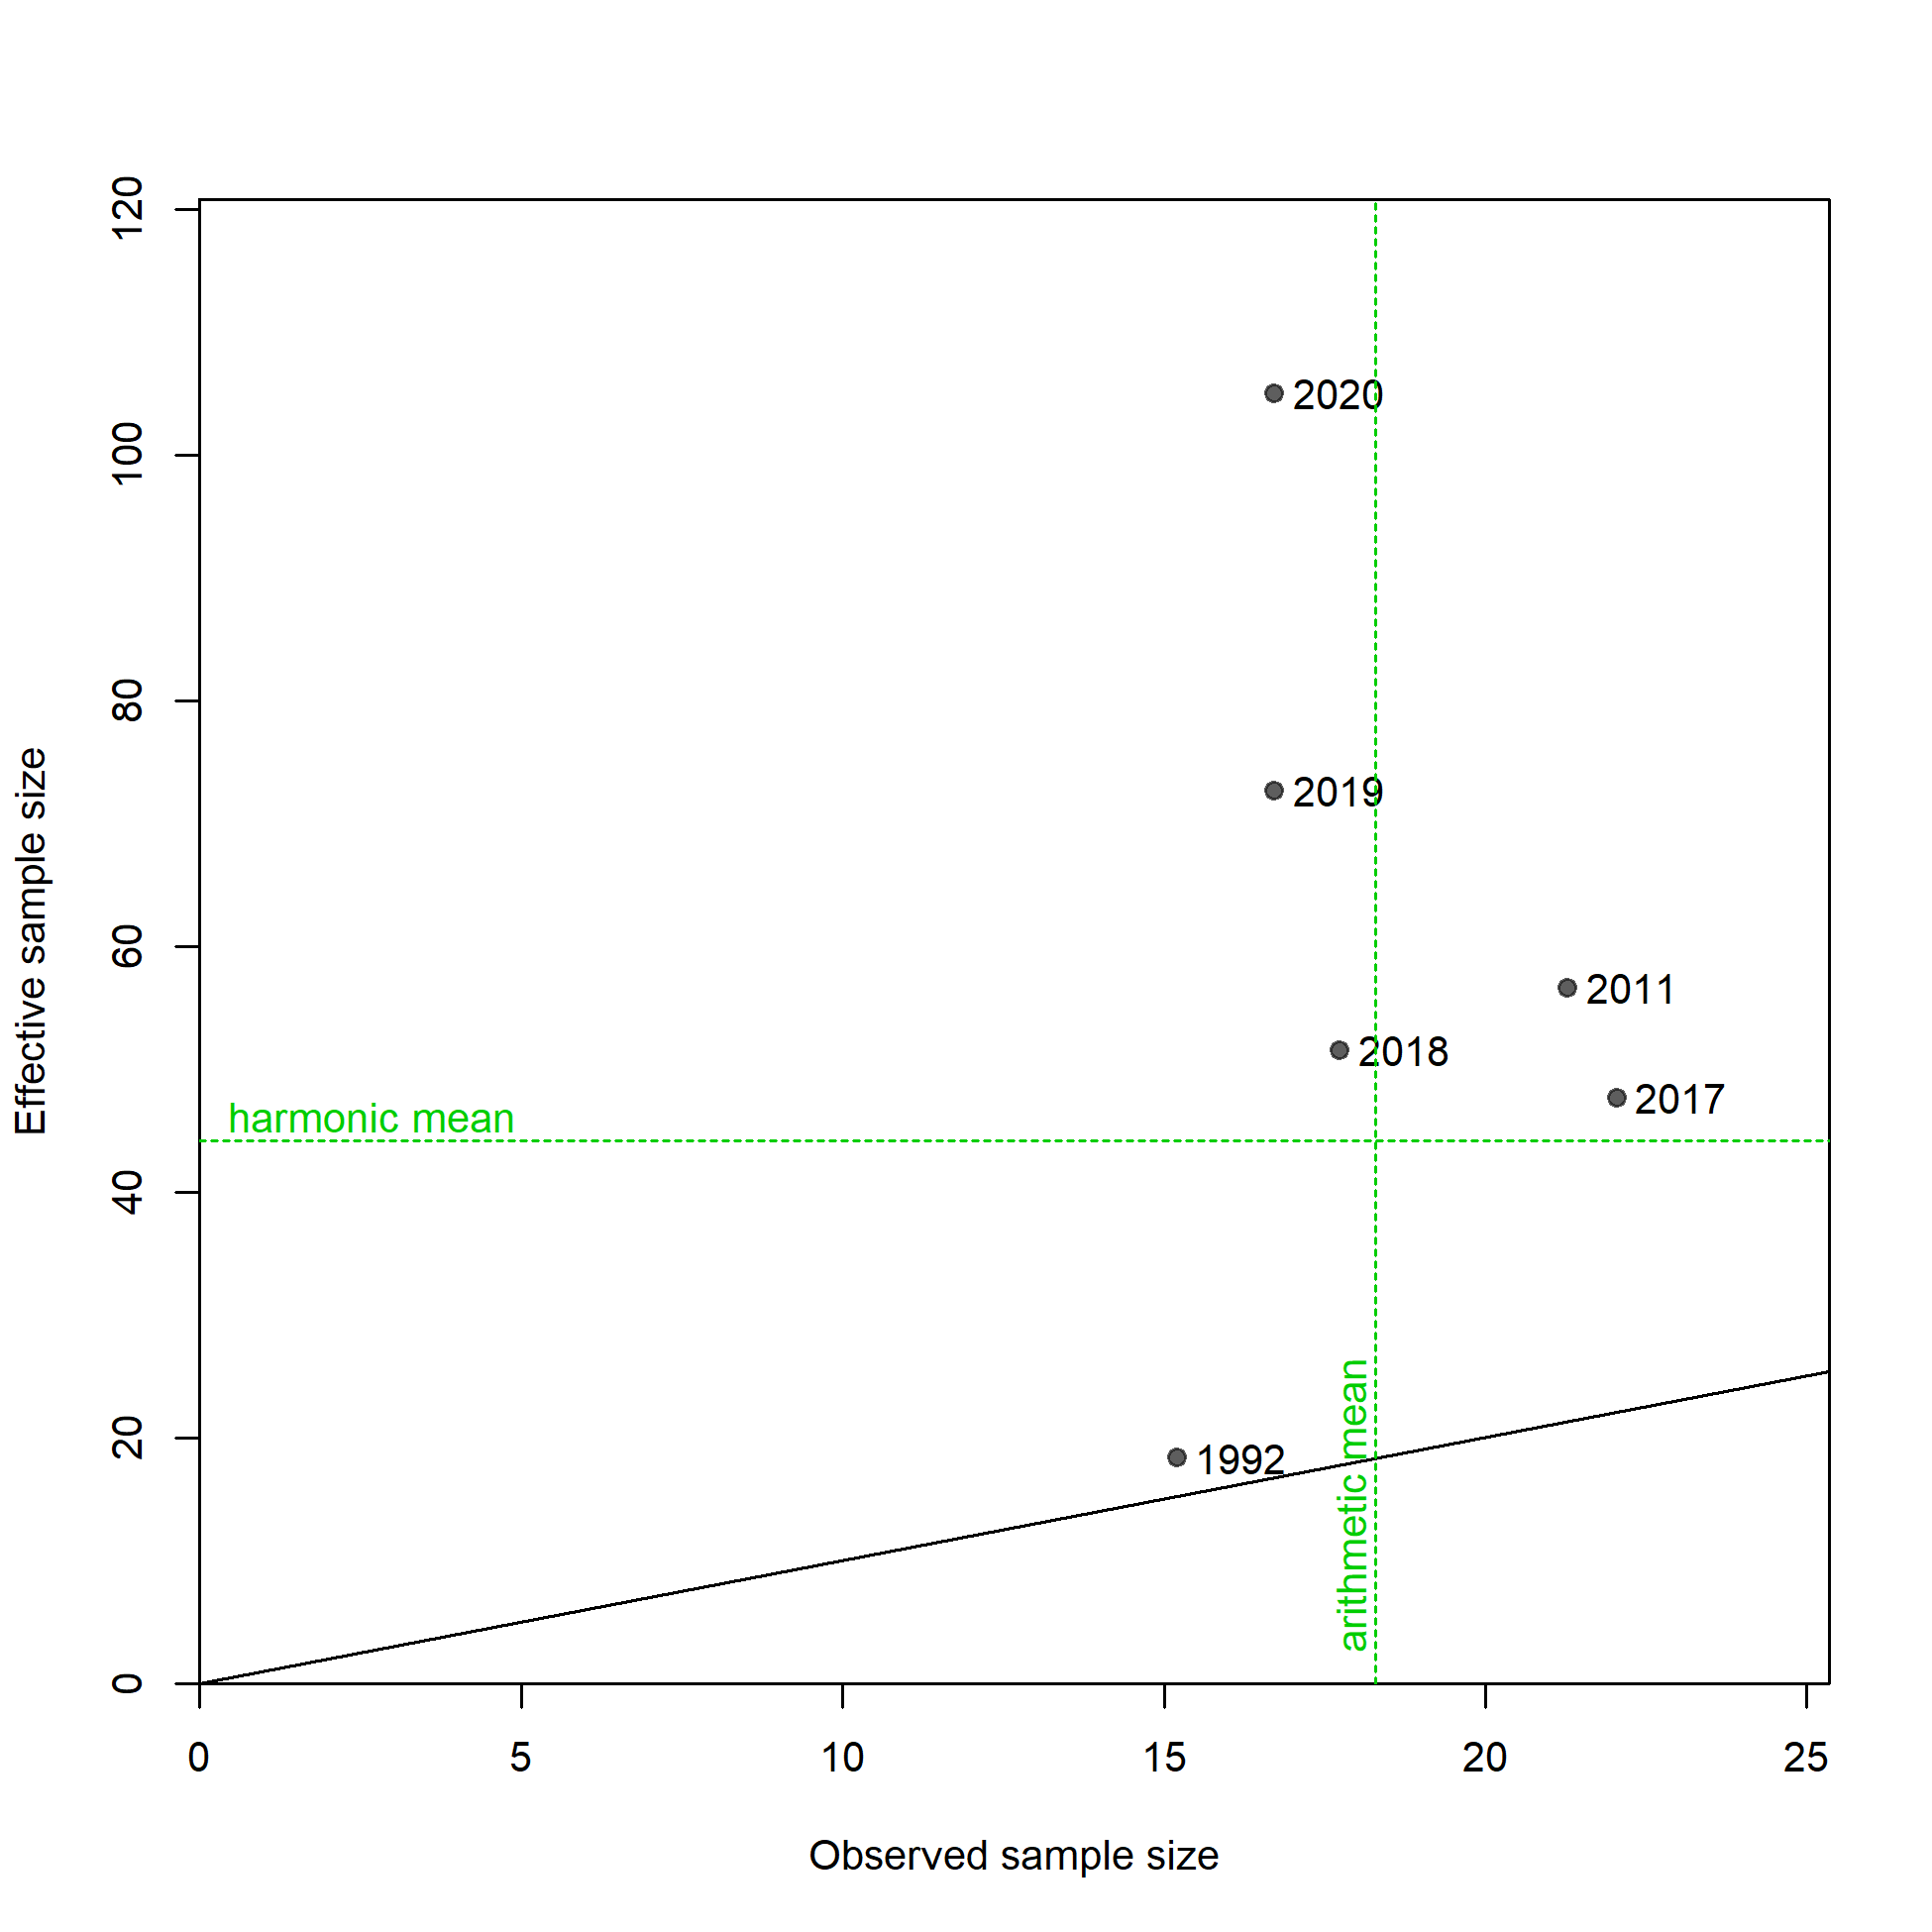 120
100
80
60
40
20
0
Effective sample size
2020
2019
2011
2018
2017
harmonic mean
1992
arithmetic mean
0 5 10 15 20 25
Observed sample size